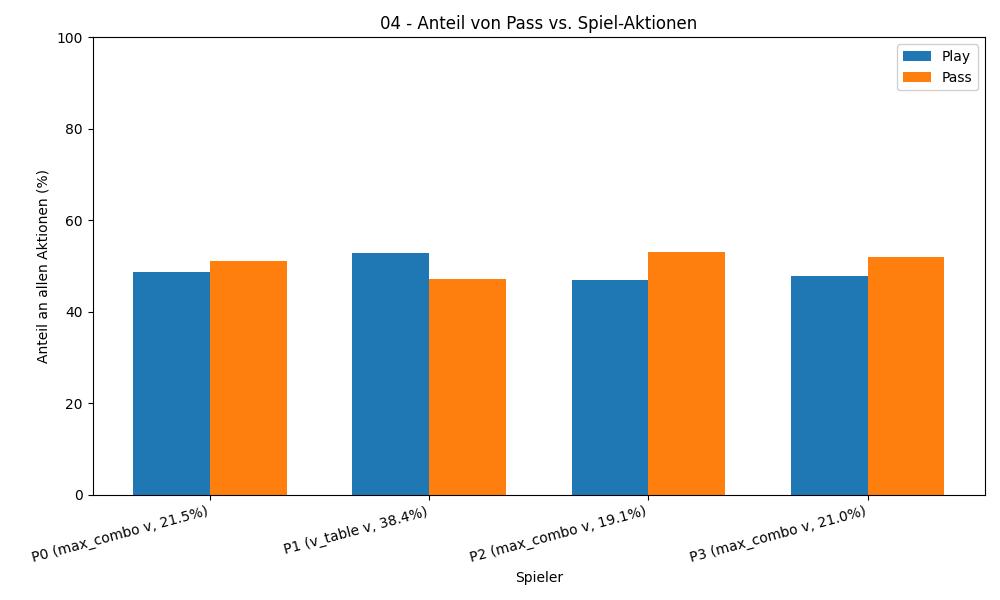 04 - Anteil von Pass vs. Spiel-Aktionen
Anteil an allen Aktionen (%)
100
80
60
40
20
0
Play
Pass
P0 (max_combo v, 21.5%)
P1 (v_table v, 38.4%)
P2 (max_combo v, 19.1%)
P3 (max_combo v, 21.0%)
Spieler